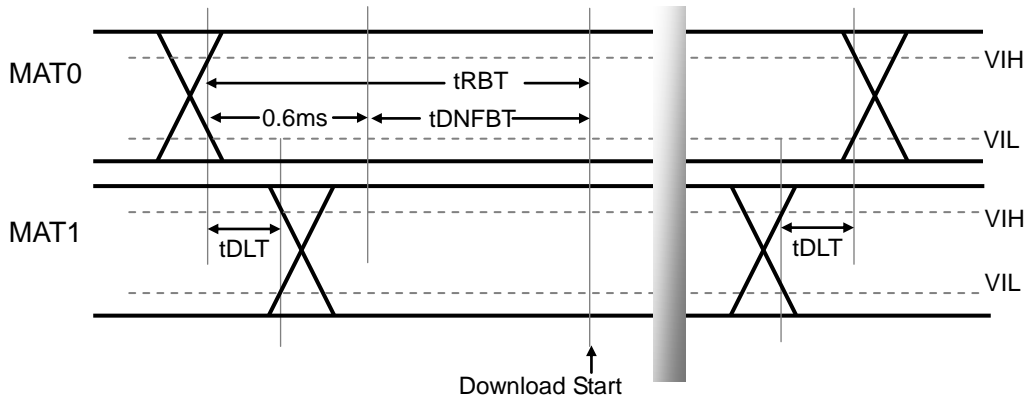 MAT0
VIH
tRBT
0.6ms
tDNFBT
VIL
MAT1
VIH
tDLT
tDLT
VIL
Download Start